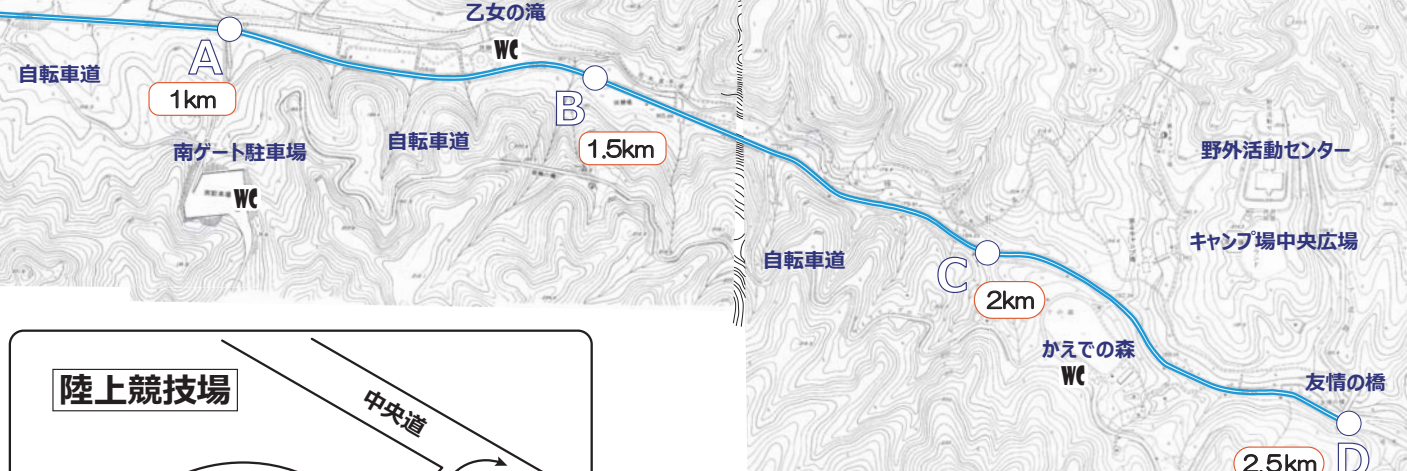 乙女の滝
WC
A
自転車道
1km
B
自転車道
1.5km
南ゲート駐車場
WC
野外活動センター
キャンプ場中央広場
自転車道
C
2km
かえでの森
WC
友情の橋
D
2.5km
陸上競技場
中央道